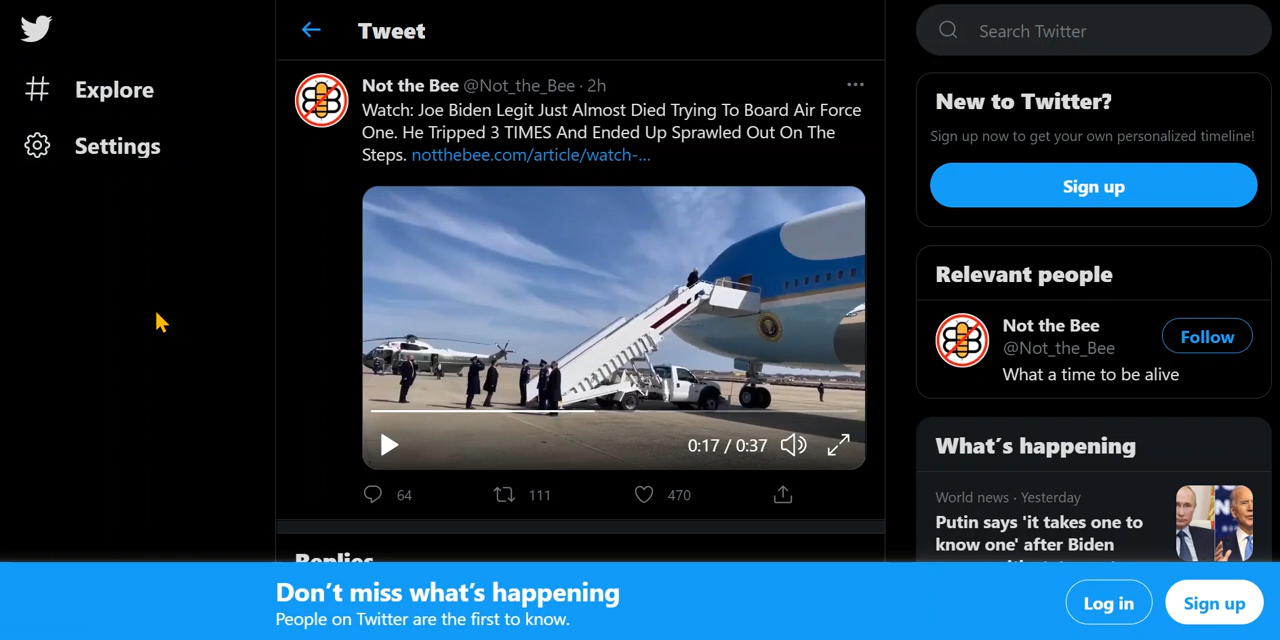 Explore
Settings
Tweet
Not the Bee @Not_the_Bee · 2h
Watch: Joe Biden Legit Just Almost Died Trying To Board Air Force
One. He Tripped 3 TIMES And Ended Up Sprawled Out On The
Steps. notthebee.com/article/watch-...
0:17 / 0:37
64
111
470
Replies
Search Twitter
New to Twitter?
Sign up now to get your own personalized timeline!
Sign up
Relevant people
Not the Bee
@Not_the_Bee
Follow
What a time to be alive
What's happening
World news · Yesterday
Putin says 'it takes one to
know one' after Biden
Don't miss what's happening
People on Twitter are the first to know.
Log in
Sign up